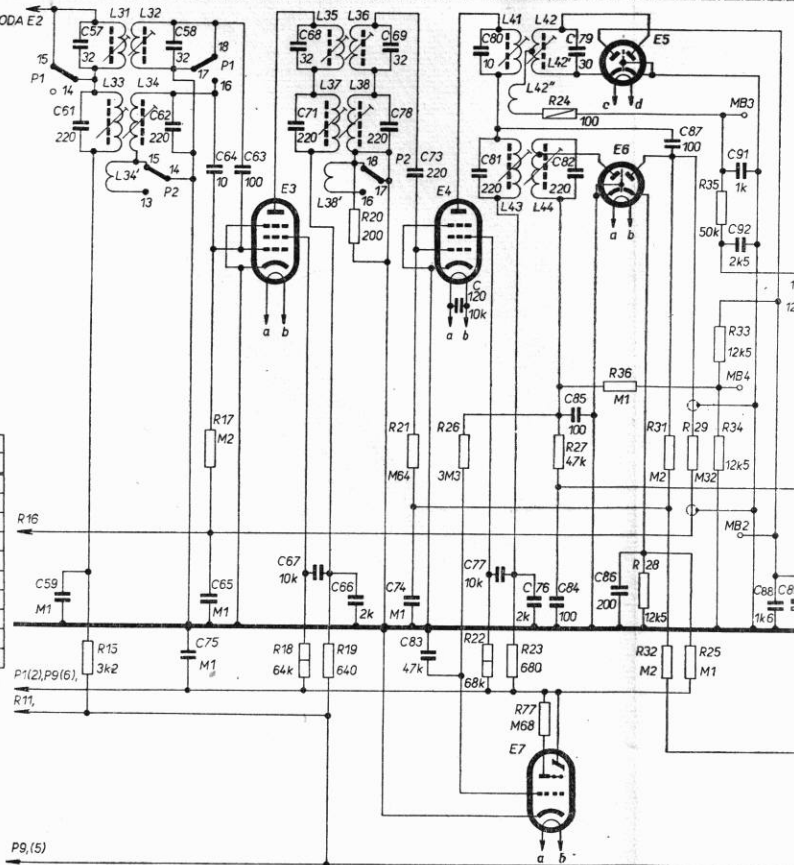 ODA E2
C57
32
L31
L32
C58
32
18
P1
17
16
15
P1
14
L33
L34
C61
220
C62
220
15
14
L34'
P2
13
C64
10
C63
100
E3
a
b
L35
L36
C68
32
C69
32
L37
L38
C71
220
C78
220
18
P2
17
16
L38'
R20
200
C73
220
E4
C
120
10k
a
b
L41
L42
C80
10
L42'
C79
30
E5
c
d
L42"
R24
100
MB3
C87
100
C81
220
C82
220
L43
L44
E6
a
b
C91
1k
R35
50k
C92
2k5
1
12
R33
12k5
R36
M1
MB4
R17
M2
R21
M64
R26
3M3
C85
100
R27
47k
R31
M2
R 29
M32
R34
12k5
R16
MB2
C59
M1
C65
M1
C67
10k
C66
2k
C74
M1
C77
10k
C 76
2k
C84
100
C86
200
R 28
12k5
C88
1k6
C8
R15
3k2
C75
M1
R18
64k
R19
640
C83
47k
R22
68k
R23
680
R32
M2
R25
M1
P1(2),P9(6),
R11,
R77
M68
E7
a
b
P9,(5)